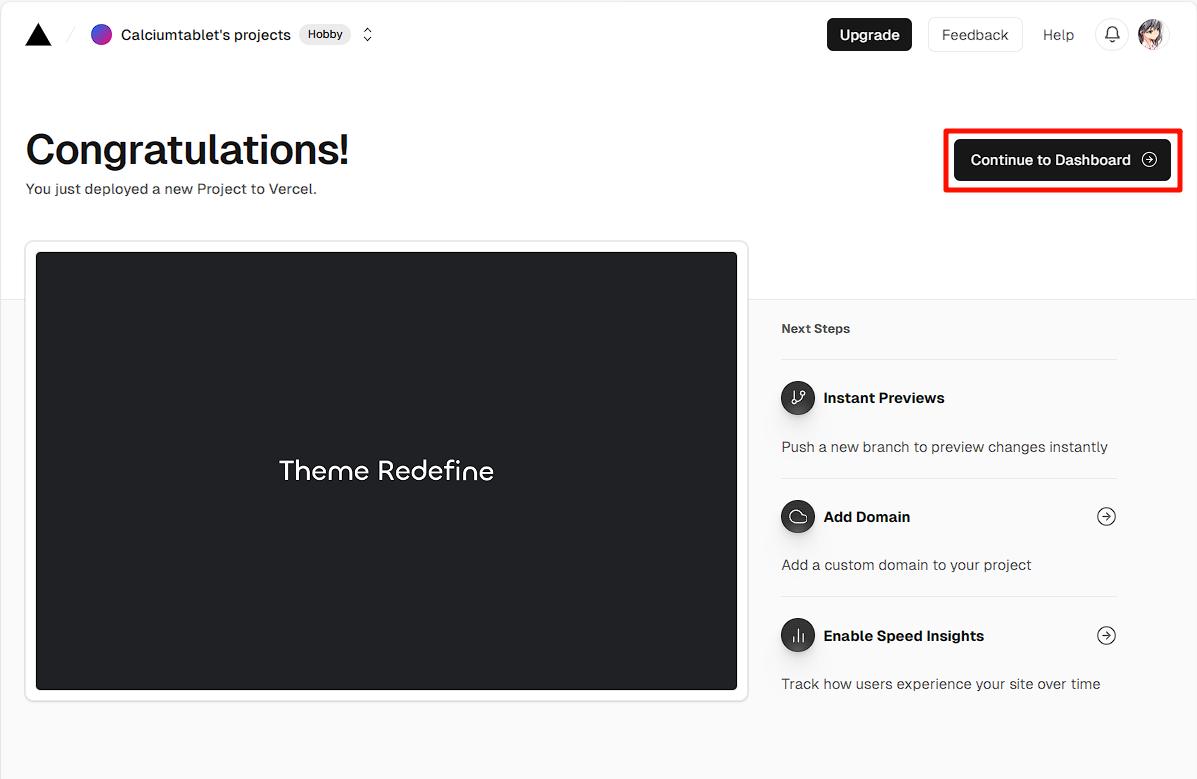 Calciumtablet's projects Hobby Upgrade Feedback Help
Congratulations!
You just deployed a new Project to Vercel.
Continue to Dashboard
Theme Redefine
Next Steps
Instant Previews
Push a new branch to preview changes instantly
Add Domain
Add a custom domain to your project
Enable Speed Insights
Track how users experience your site over time